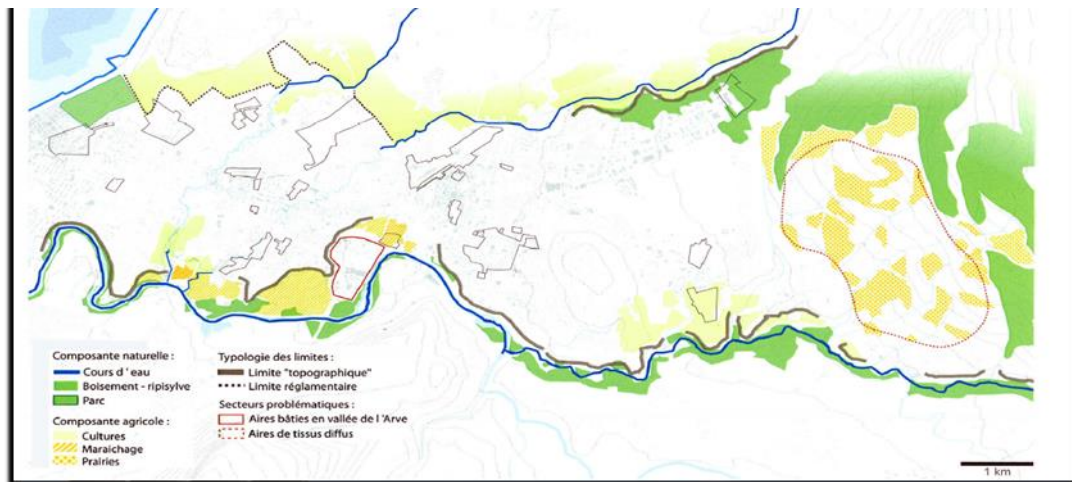 Composante naturelle :
Cours d ' eau
Boisement - ripisylve
Parc
Composante agricole :
Cultures
Maraichage
Prairies
Typologie des limites :
Limite "topographique"
Limite réglementaire
Secteurs problématiques :
Aires bâties en vallée de l 'Arve
Aires de tissus diffus
1 km